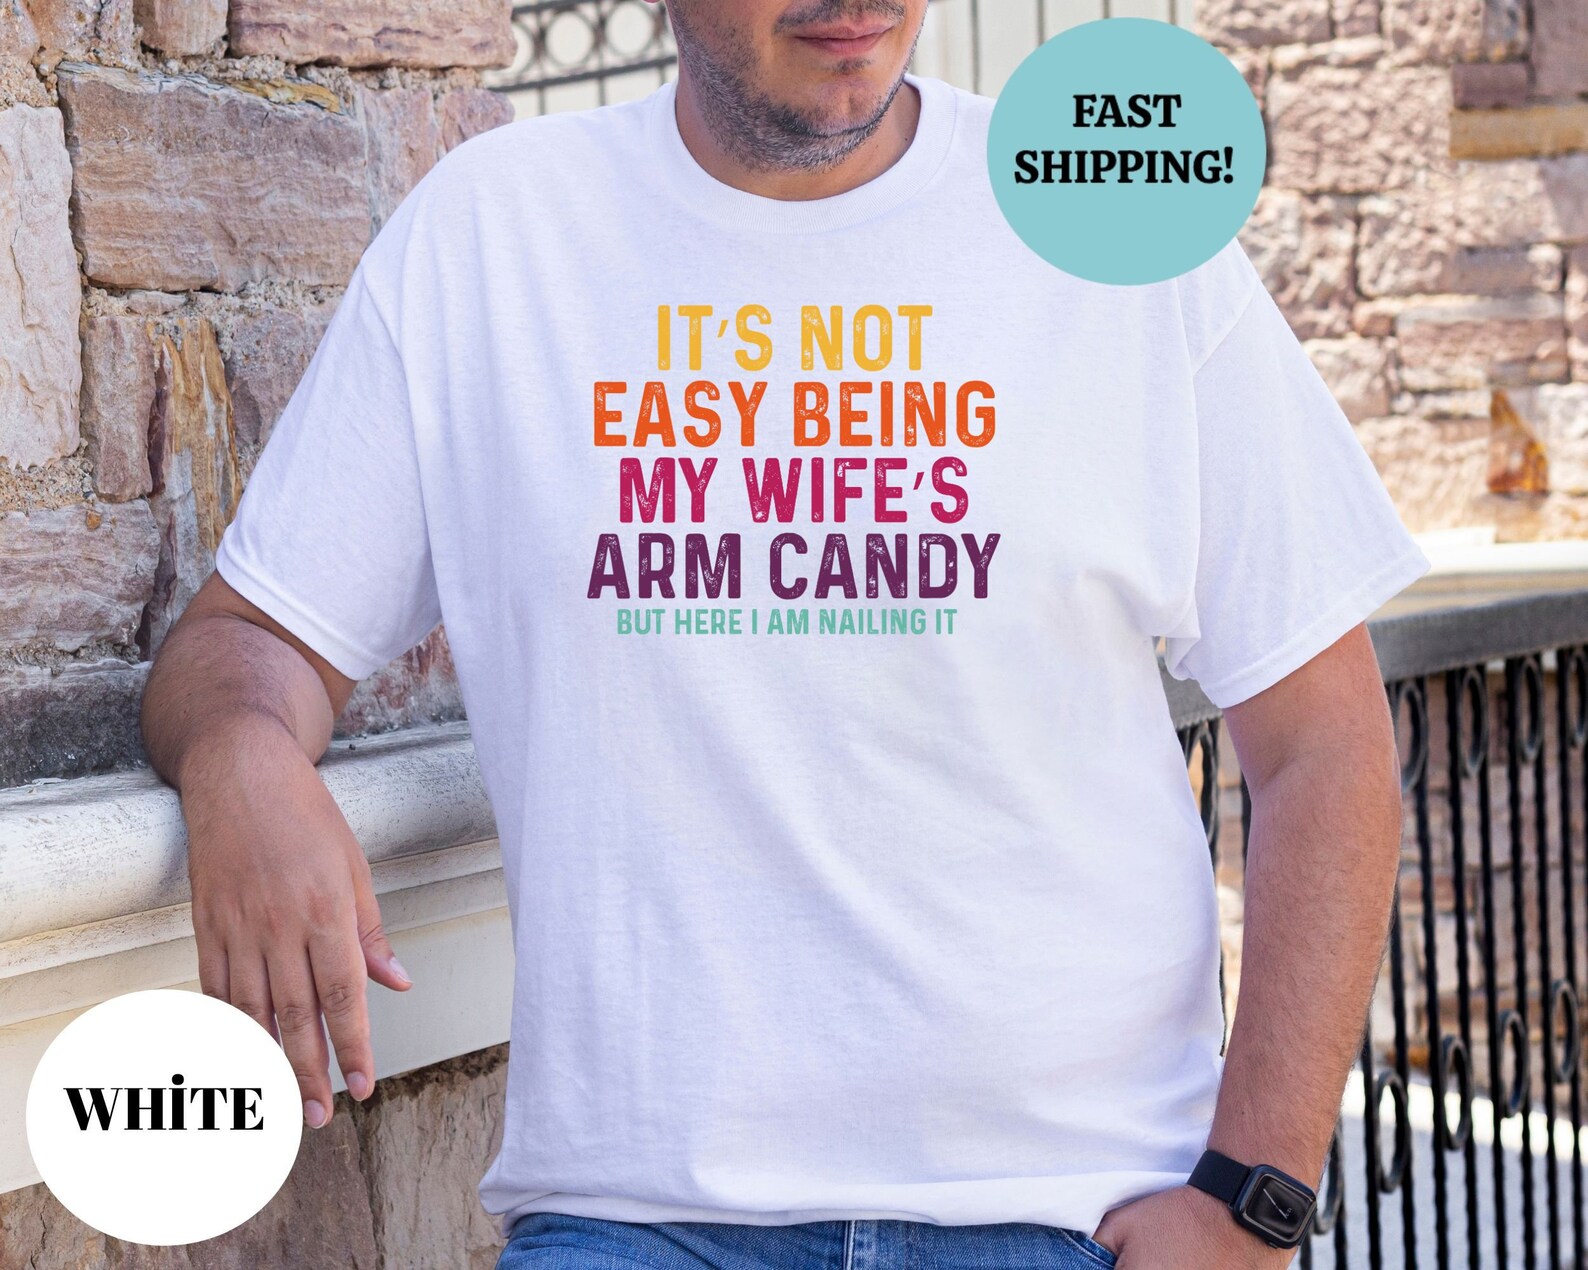 FAST
SHIPPING!
IT'S NOT
EASY BEING
MY WIFE'S
ARM CANDY
BUT HERE I AM NAILING IT
WHİTE